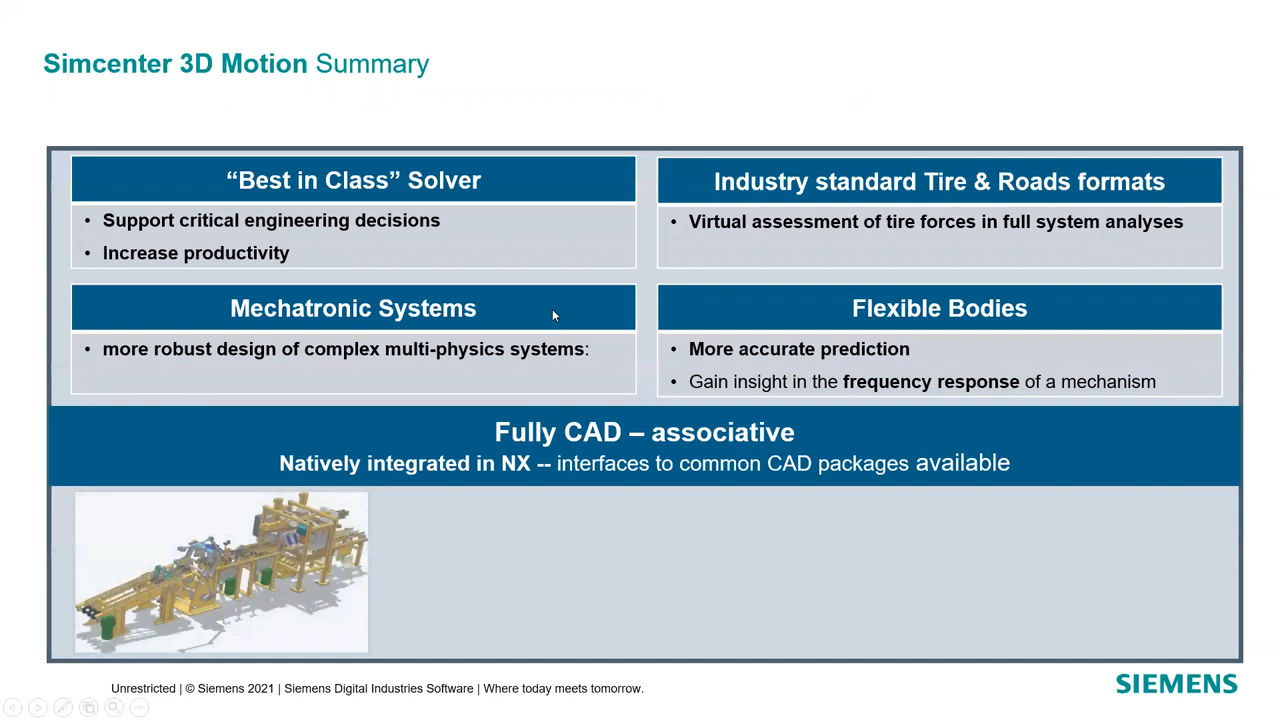 Simcenter 3D Motion Summary
“Best in Class” Solver
• Support critical engineering decisions
• Increase productivity
Industry standard Tire & Roads formats
• Virtual assessment of tire forces in full system analyses
Mechatronic Systems
• more robust design of complex multi-physics systems:
Flexible Bodies
• More accurate prediction
• Gain insight in the frequency response of a mechanism
Fully CAD – associative
Natively integrated in NX -- interfaces to common CAD packages available
Unrestricted | © Siemens 2021 | Siemens Digital Industries Software | Where today meets tomorrow.
SIEMENS